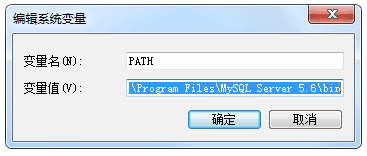 编辑系统变量
变量名(N): PATH
变量值(V): \Program Files\MySQL Server 5.6\bin
确定 取消